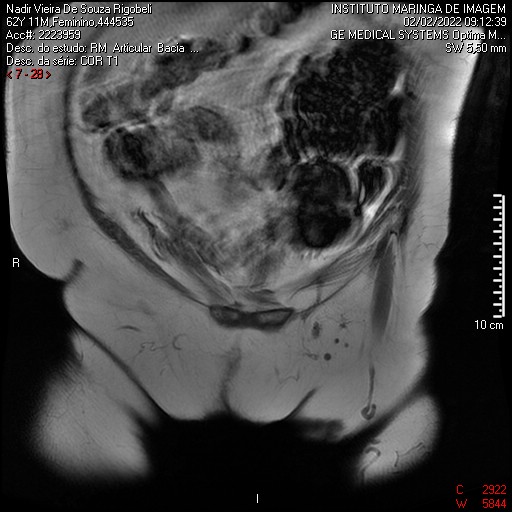 Nadir Vieira De Souza Rigobeli
62Y 11M,Feminino,444535
Acc#: 2223959
Desc. do estudo: RM Articular Bacia ...
Desc. da série: COR T1
< 7 - 28 >
INSTITUTO MARINGA DE IMAGEM
02/02/2022 09:12:39
GE MEDICAL SYSTEMS Optima M...
SW 5.50 mm
R
10 cm
I
C 2922
W 5844